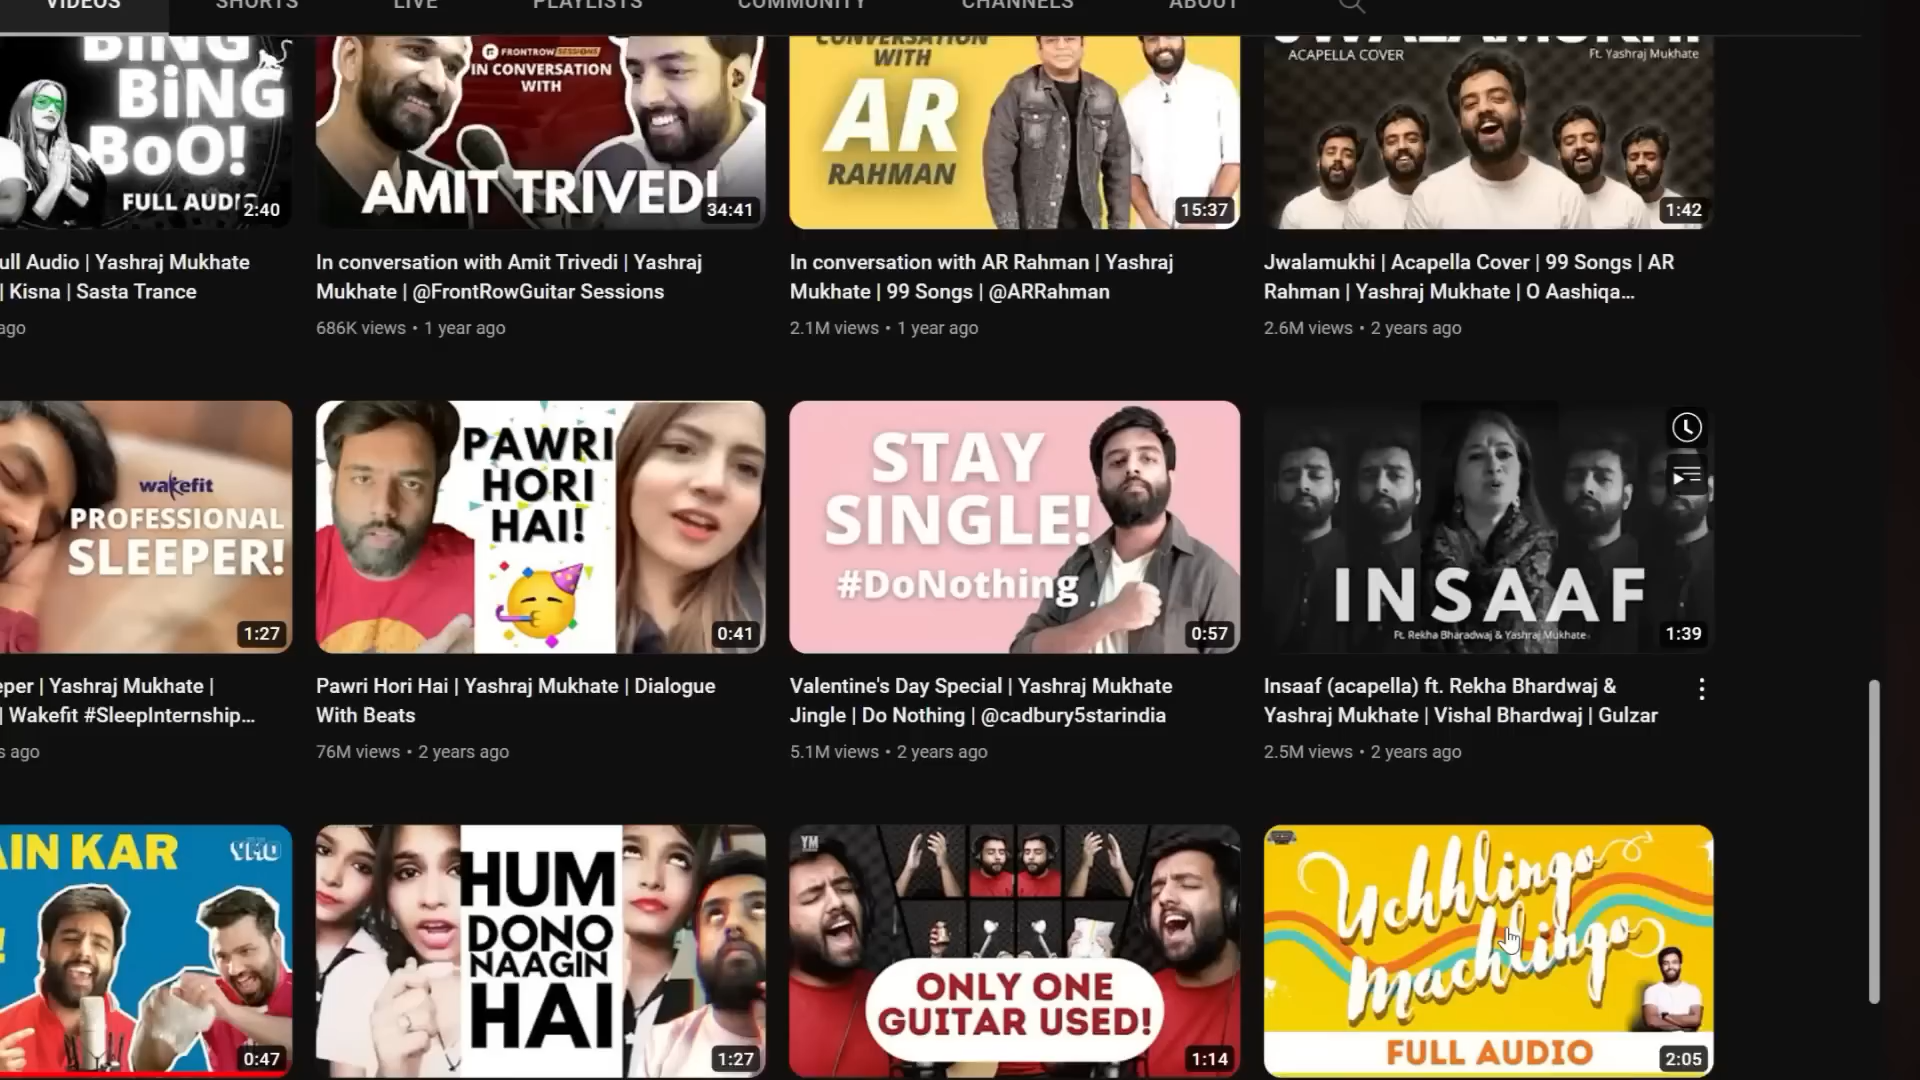 VIDEOS SHORTS LIVE PLAYLISTS COMMUNITY CHANNELS ABOUT
BiNG
BiNG
BoO!
FULL AUDIO
2:40
FRONTROW SESSIONS
IN CONVERSATION
WITH
AMIT TRIVEDI
34:41
CONVERSATION
WITH
AR
RAHMAN
15:37
JWALAMUKHI
ACAPELLA COVER
Ft. Yashraj Mukhate
1:42
ull Audio | Yashraj Mukhate
| Kisna | Sasta Trance
ago
In conversation with Amit Trivedi | Yashraj
Mukhate | @FrontRowGuitar Sessions
686K views • 1 year ago
In conversation with AR Rahman | Yashraj
Mukhate | 99 Songs | @ARRahman
2.1M views • 1 year ago
Jwalamukhi | Acapella Cover | 99 Songs | AR
Rahman | Yashraj Mukhate | O Aashiqa...
2.6M views • 2 years ago
wakefit
PROFESSIONAL
SLEEPER!
1:27
PAWRI
HORI
HAI!
0:41
STAY
SINGLE!
#DoNothing
0:57
INSAAF
Ft. Rekha Bharadwaj & Yashraj Mukhate
1:39
eper | Yashraj Mukhate |
| Wakefit #SleepInternship...
s ago
Pawri Hori Hai | Yashraj Mukhate | Dialogue
With Beats
76M views • 2 years ago
Valentine's Day Special | Yashraj Mukhate
Jingle | Do Nothing | @cadbury5starindia
5.1M views • 2 years ago
Insaaf (acapella) ft. Rekha Bhardwaj &
Yashraj Mukhate | Vishal Bhardwaj | Gulzar
2.5M views • 2 years ago
AIN KAR
!
0:47
HUM
DONO
NAAGIN
HAI
1:27
YM
ONLY ONE
GUITAR USED!
1:14
Uchhlingo
Machlingo
FULL AUDIO
2:05